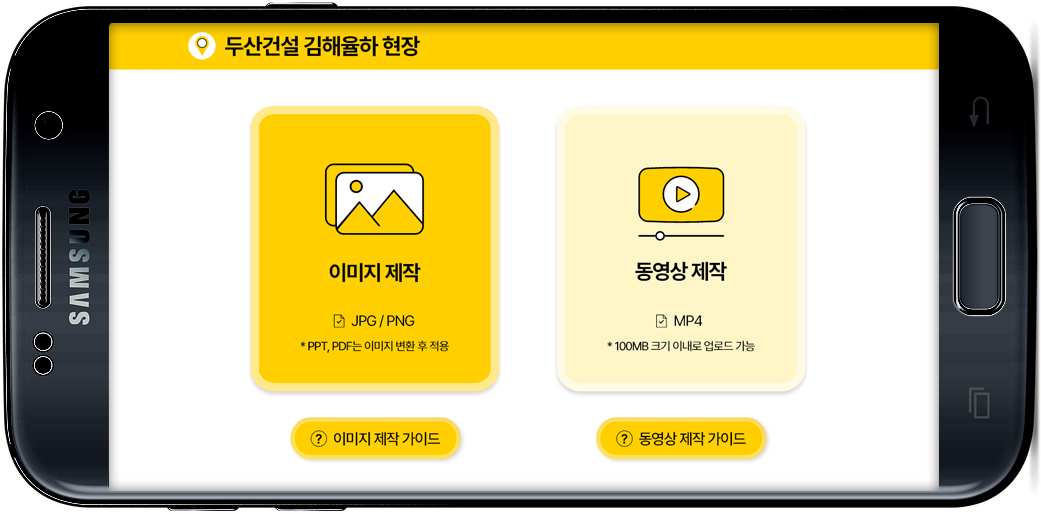 두산건설 김해율하 현장
SAMSUNG
이미지 제작
JPG / PNG
* PPT, PDF는 이미지 변환 후 적용
? 이미지 제작 가이드
동영상 제작
MP4
* 100MB 크기 이내로 업로드 가능
? 동영상 제작 가이드